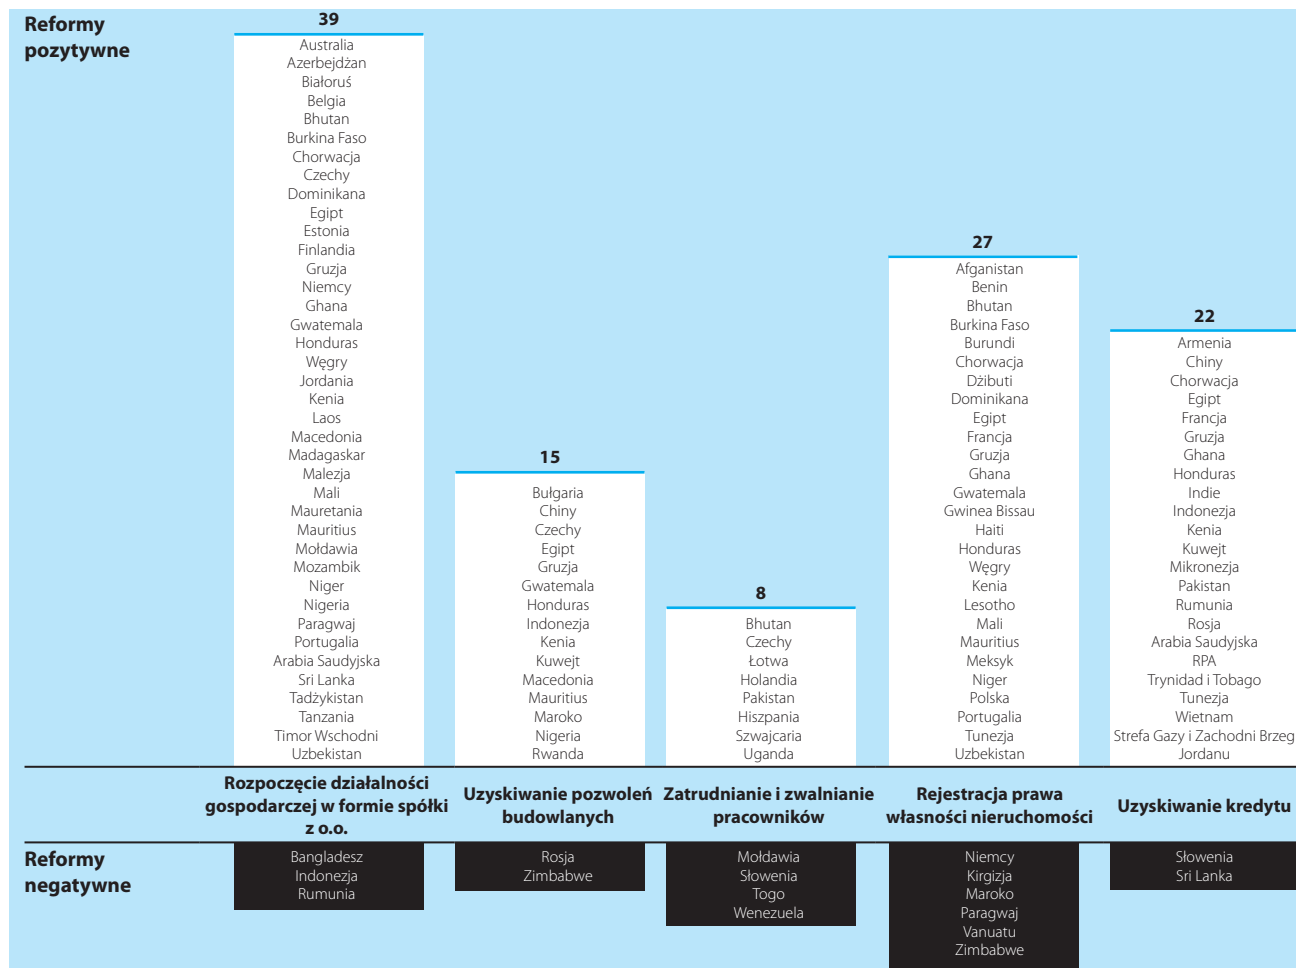 Reformy
pozytywne
39
Australia
Azerbejdżan
Białoruś
Belgia
Bhutan
Burkina Faso
Chorwacja
Czechy
Dominikana
Egipt
Estonia
Finlandia
Gruzja
Niemcy
Ghana
Gwatemala
Honduras
Węgry
Jordania
Kenia
Laos
Macedonia
Madagaskar
Malezja
Mali
Mauretania
Mauritius
Mołdawia
Mozambik
Niger
Nigeria
Paragwaj
Portugalia
Arabia Saudyjska
Sri Lanka
Tadżykistan
Tanzania
Timor Wschodni
Uzbekistan
15
Bułgaria
Chiny
Czechy
Egipt
Gruzja
Gwatemala
Honduras
Indonezja
Kenia
Kuwejt
Macedonia
Mauritius
Maroko
Nigeria
Rwanda
8
Bhutan
Czechy
Łotwa
Holandia
Pakistan
Hiszpania
Szwajcaria
Uganda
27
Afganistan
Benin
Bhutan
Burkina Faso
Burundi
Chorwacja
Dżibuti
Dominikana
Egipt
Francja
Gruzja
Ghana
Gwatemala
Gwinea Bissau
Haiti
Honduras
Węgry
Kenia
Lesotho
Mali
Mauritius
Meksyk
Niger
Polska
Portugalia
Tunezja
Uzbekistan
22
Armenia
Chiny
Chorwacja
Egipt
Francja
Gruzja
Ghana
Honduras
Indie
Indonezja
Kenia
Kuwejt
Mikronezja
Pakistan
Rumunia
Rosja
Arabia Saudyjska
RPA
Trynidad i Tobago
Tunezja
Wietnam
Strefa Gazy i Zachodni Brzeg
Jordanu
Rozpoczęcie działalności
gospodarczej w formie spółki
z o.o.
Uzyskiwanie pozwoleń
budowlanych
Zatrudnianie i zwalnianie
pracowników
Rejestracja prawa
własności nieruchomości
Uzyskiwanie kredytu
Reformy
negatywne
Bangladesz
Indonezja
Rumunia
Rosja
Zimbabwe
Mołdawia
Słowenia
Togo
Wenezuela
Niemcy
Kirgizja
Maroko
Paragwaj
Vanuatu
Zimbabwe
Słowenia
Sri Lanka